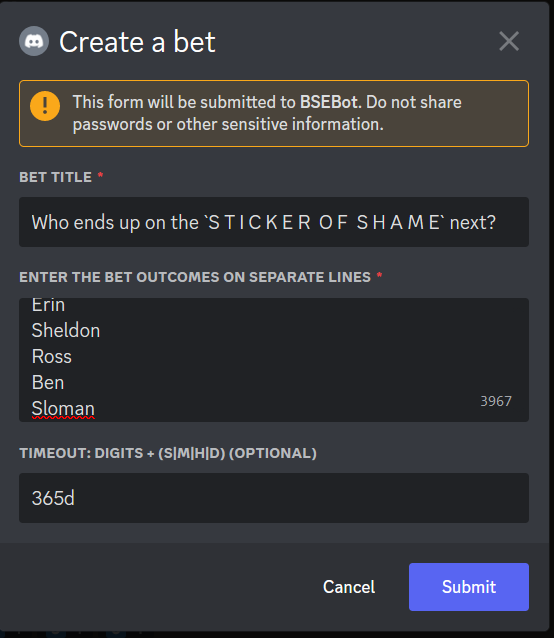 Create a bet
This form will be submitted to BSEBot. Do not share
passwords or other sensitive information.
BET TITLE *
Who ends up on the `S T I C K E R  O F  S H A M E` next?
ENTER THE BET OUTCOMES ON SEPARATE LINES *
Erin
Sheldon
Ross
Ben
Sloman
3967
TIMEOUT: DIGITS + (S|M|H|D) (OPTIONAL)
365d
Cancel
Submit